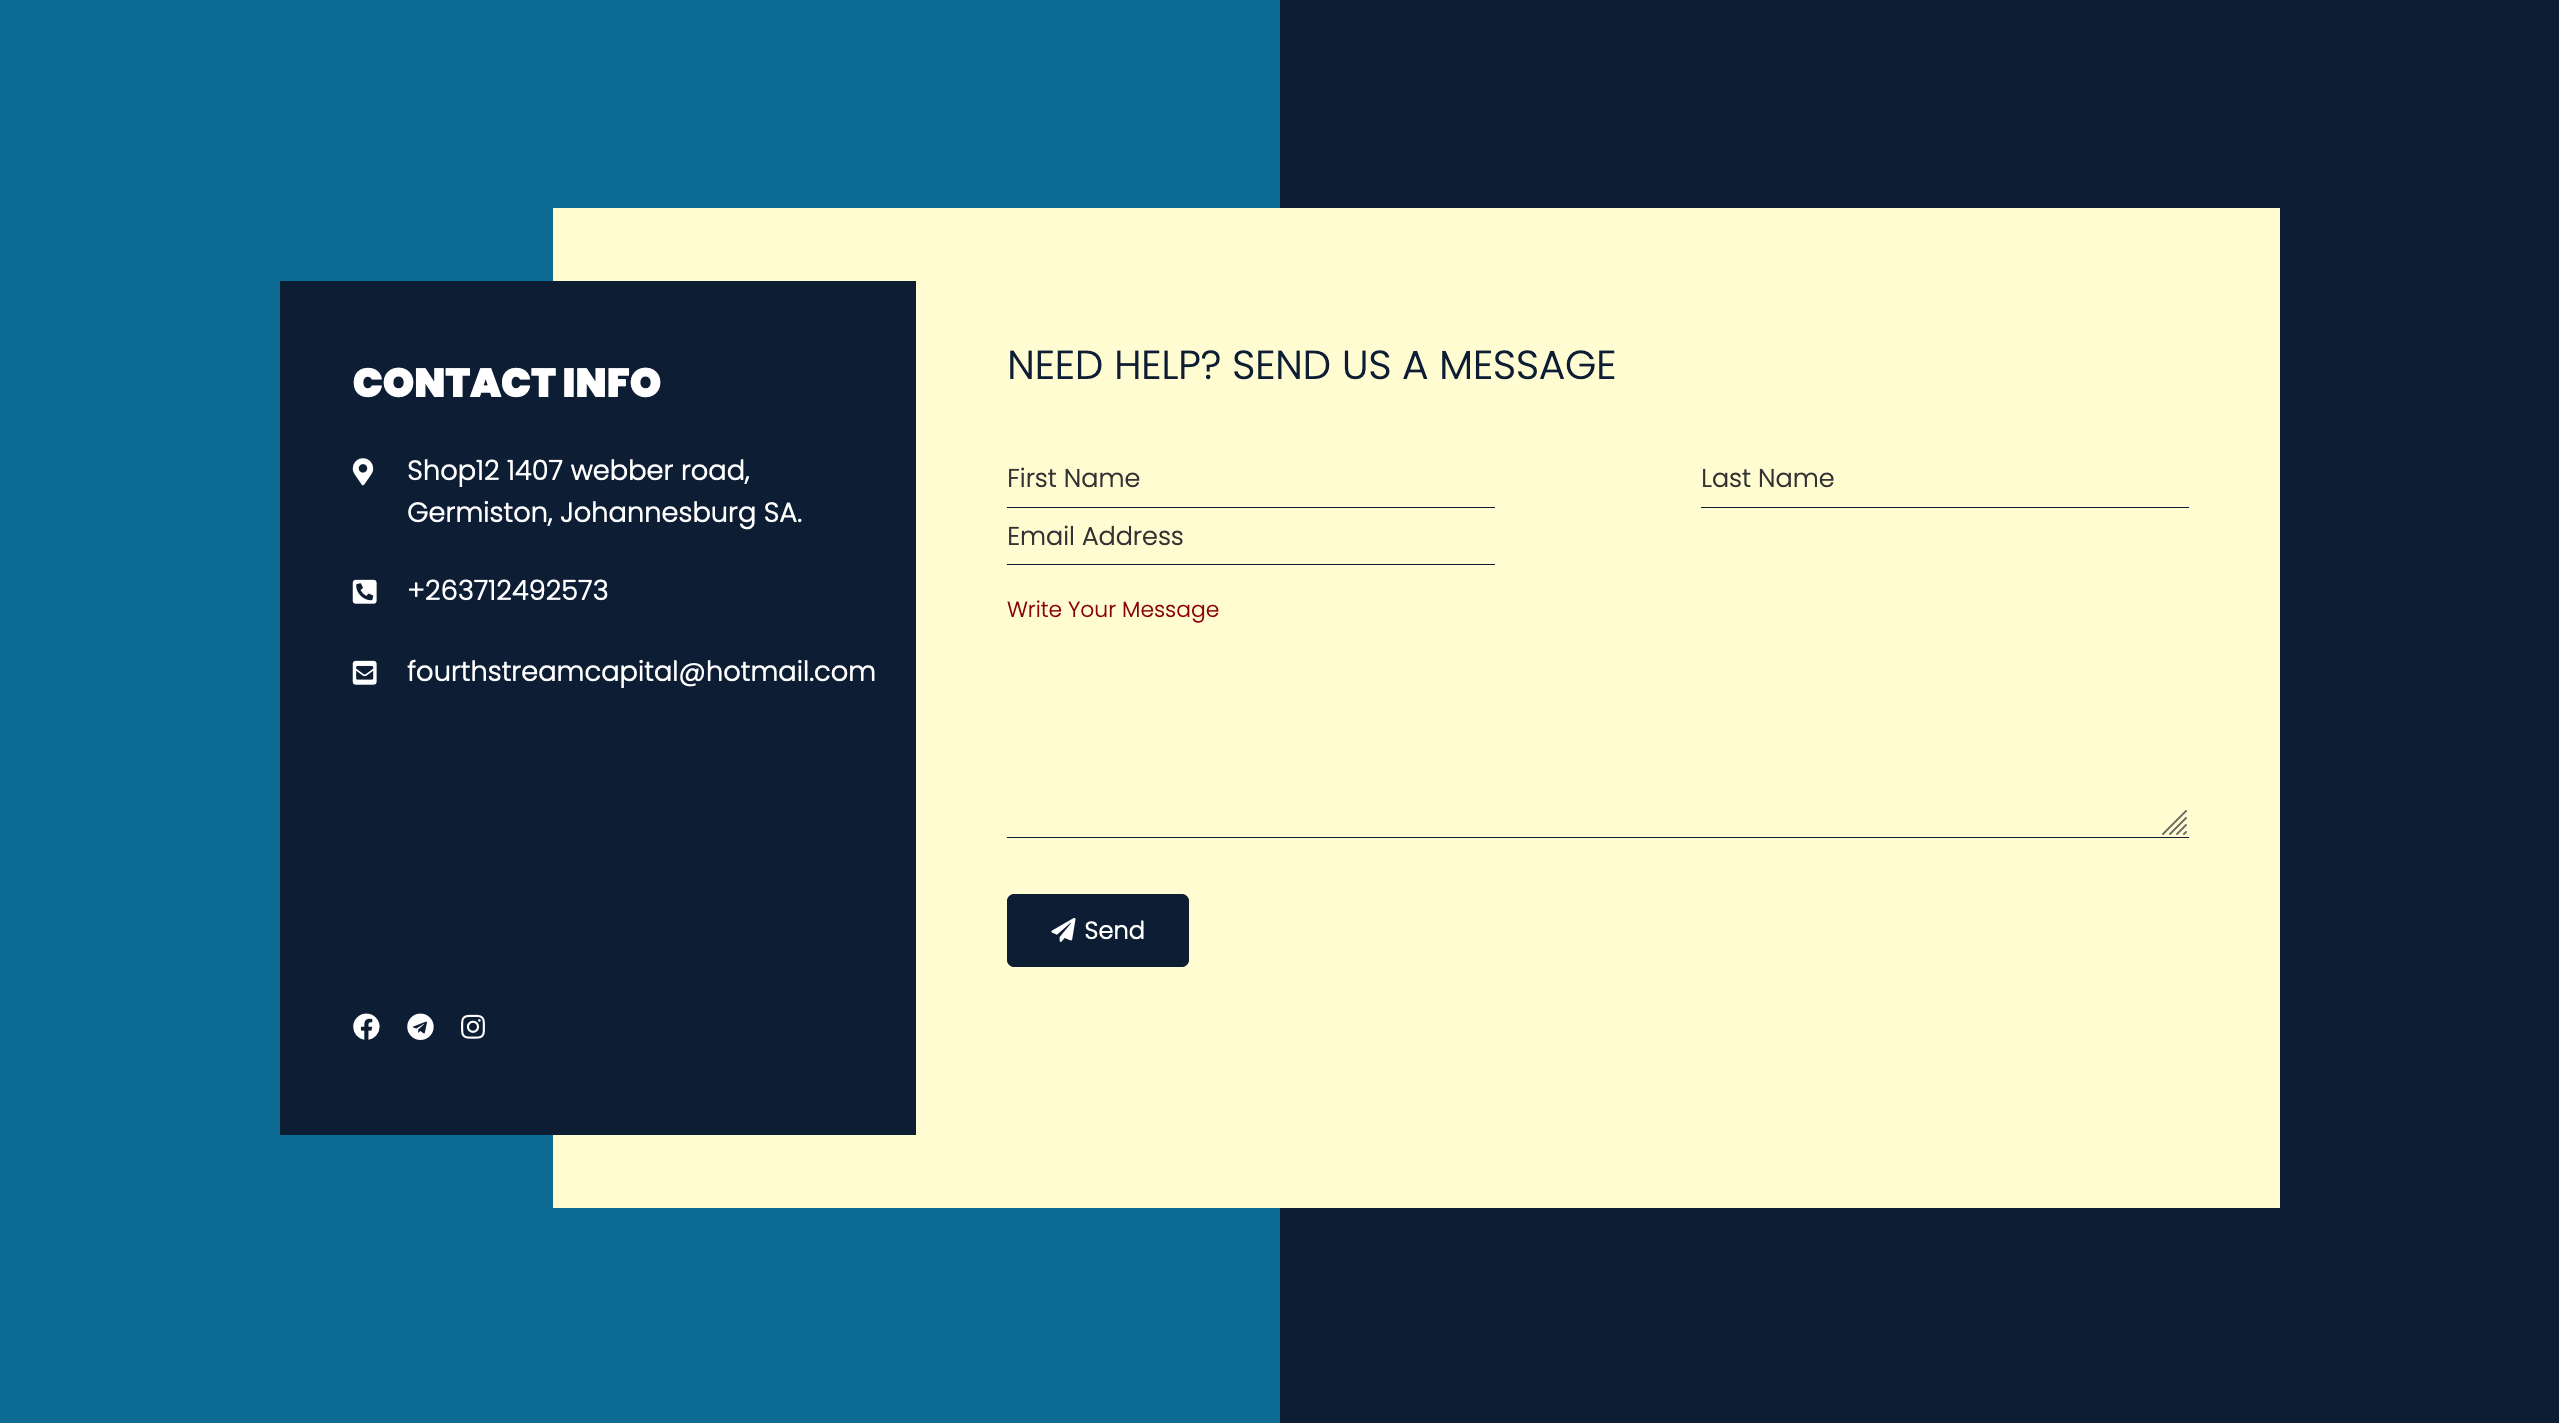 CONTACT INFO
Shop12 1407 webber road,
Germiston, Johannesburg SA.
+263712492573
fourthstreamcapital@hotmail.com
NEED HELP? SEND US A MESSAGE
First Name
Last Name
Email Address
Write Your Message
Send